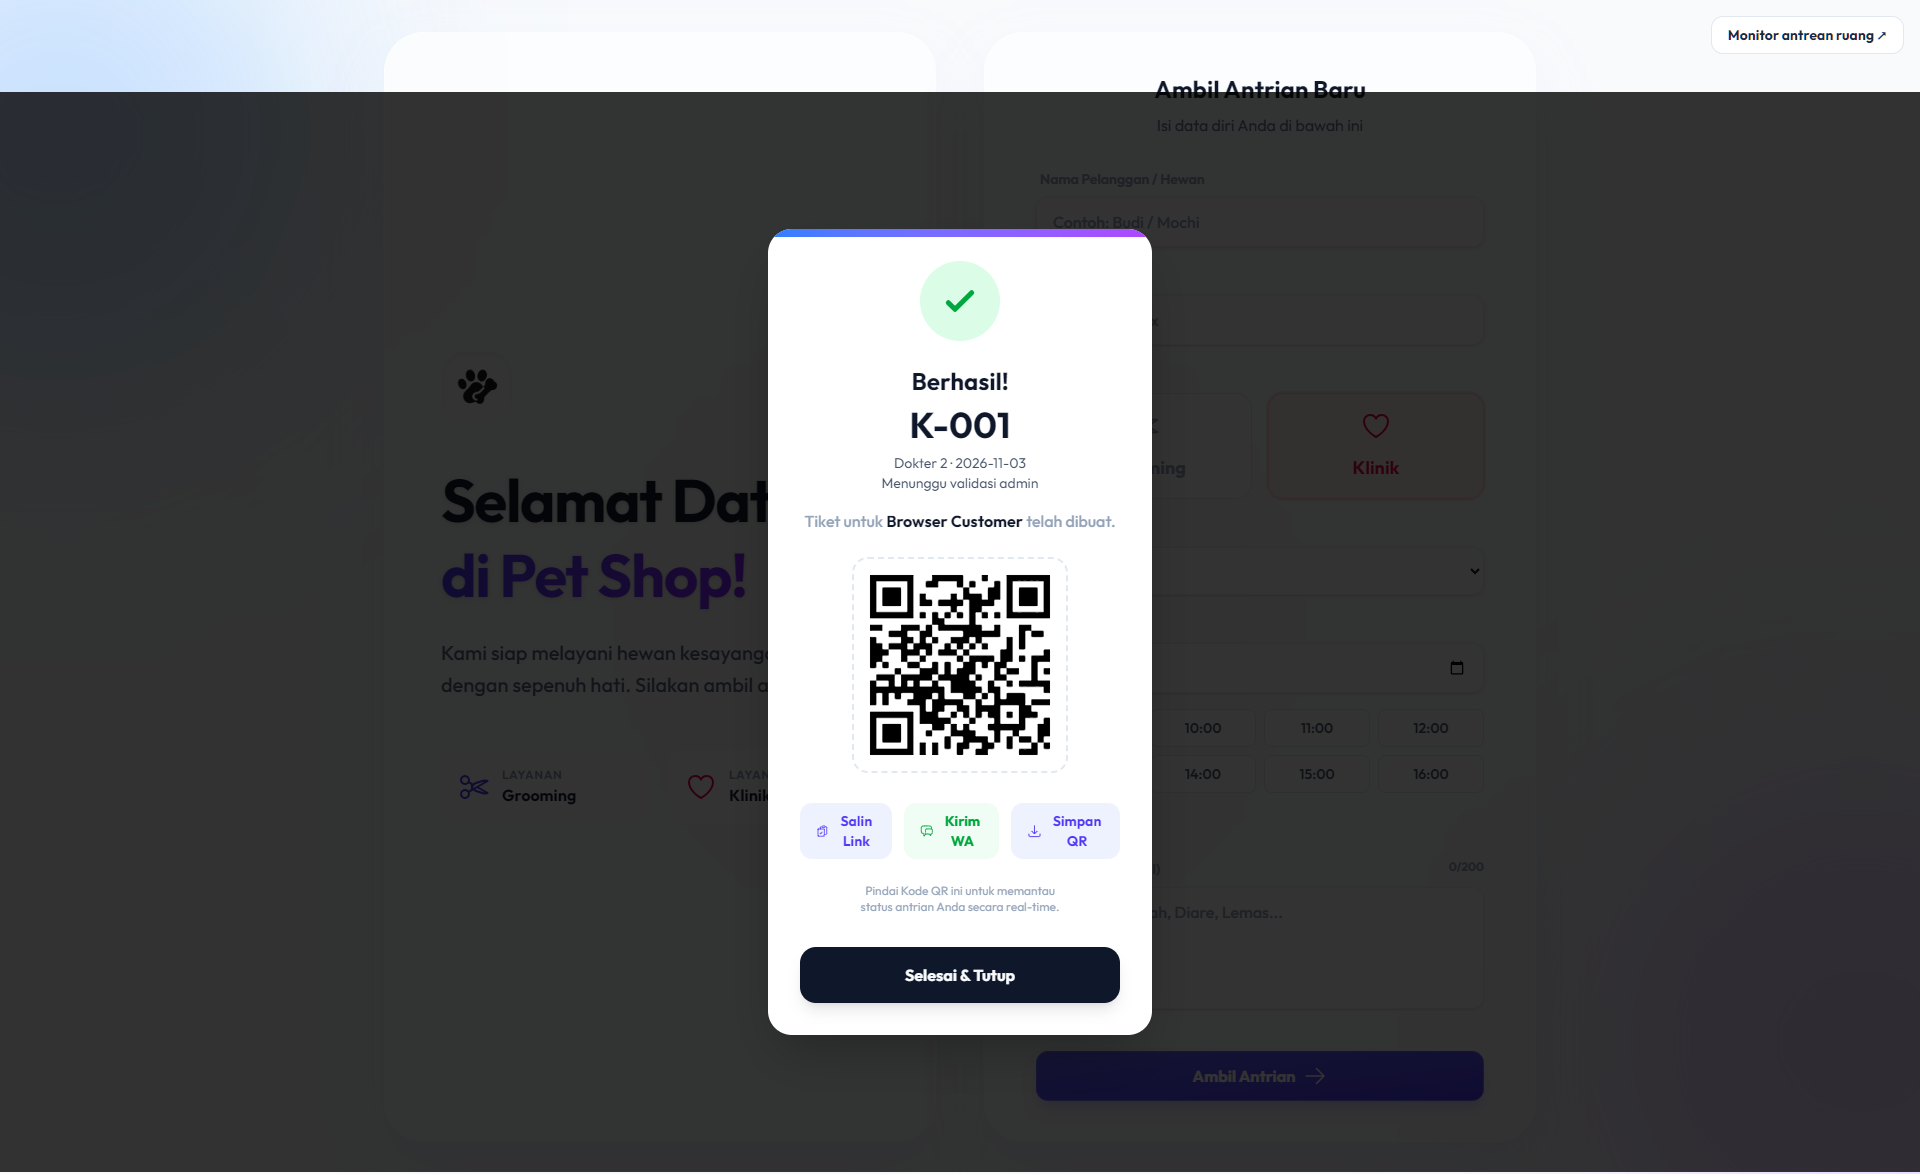 Monitor antrean ruang ↗
Ambil Antrian Baru
Isi data diri Anda di bawah ini
Nama Pelanggan / Hewan
Contoh: Budi / Mochi
Klinik
Selamat Dat
di Pet Shop!
Kami siap melayani hewan
dengan sepenuh hati. Silakan ambil
LAYANAN
Grooming
Klinik
10:00
11:00
12:00
14:00
15:00
16:00
0/200
Diare, Lemas...
Ambil Antrian
Berhasil!
K-001
Dokter 2 · 2026-11-03
Menunggu validasi admin
Tiket untuk Browser Customer telah dibuat.
Salin
Link
Kirim
WA
Simpan
QR
Pindai Kode QR ini untuk memantau
status antrian Anda secara real-time.
Selesai & Tutup